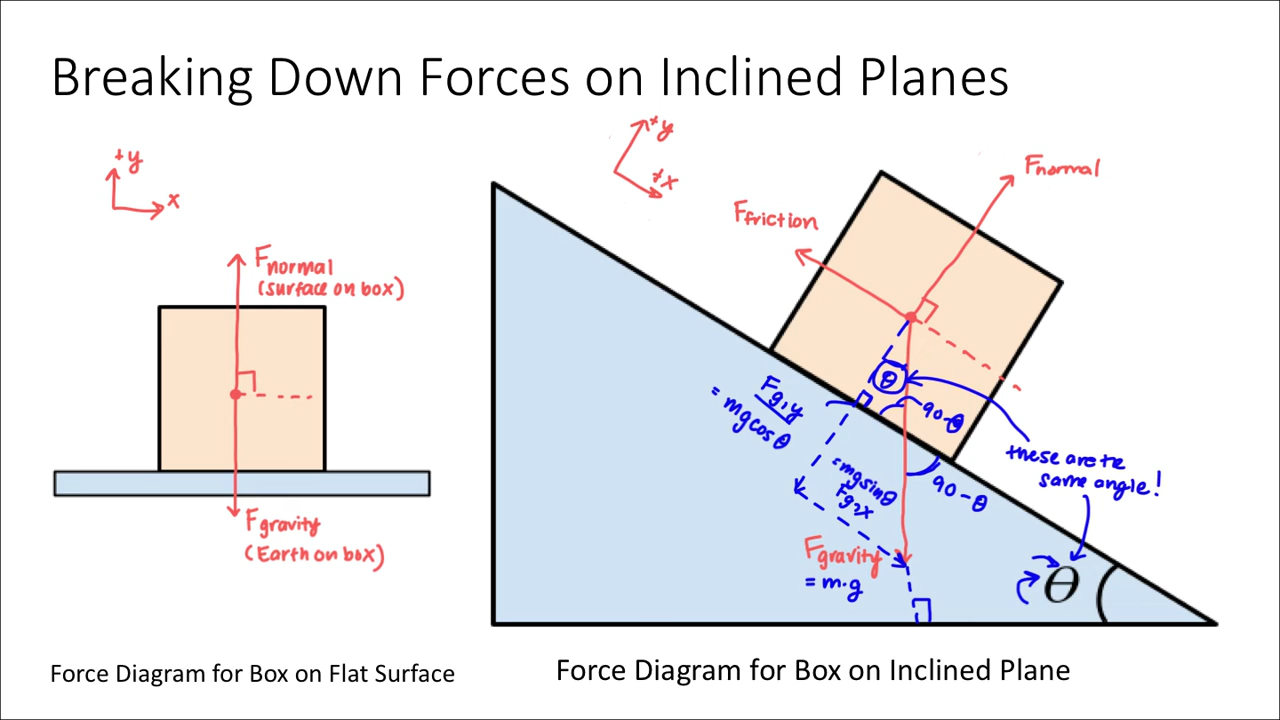 Breaking Down Forces on Inclined Planes
+y
x
Fnormal
(surface on box)
Fgravity
(Earth on box)
Force Diagram for Box on Flat Surface
+y
+x
Ffriction
Fnormal
θ
90-θ
90-θ
Fg,y
= mgcosθ
=mgsinθ
Fg,x
Fgravity
= m·g
these are the
same angle!
θ
Force Diagram for Box on Inclined Plane